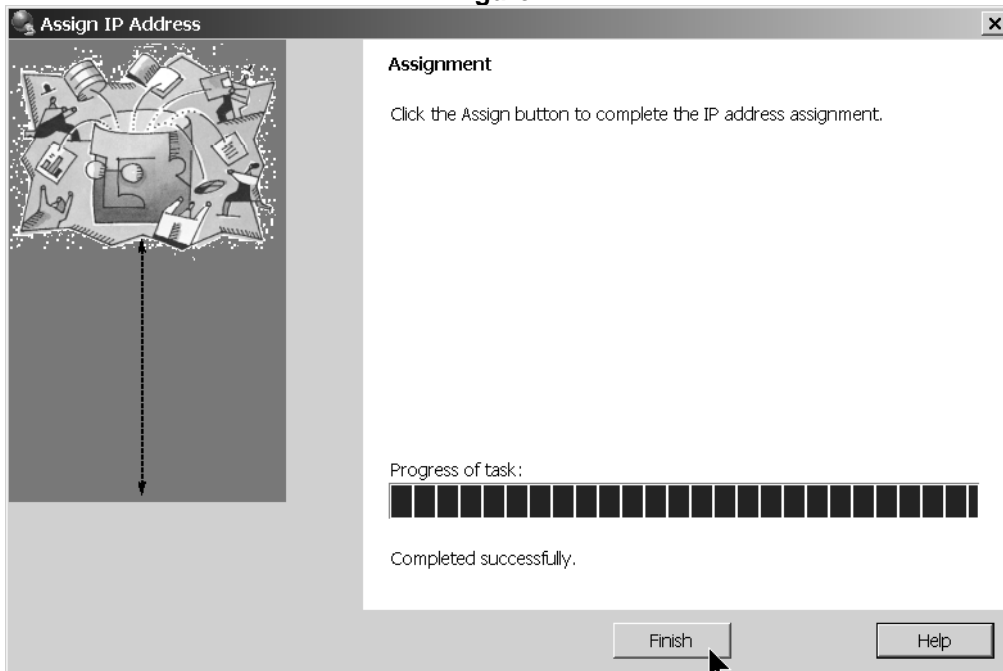 Assign IP Address
Assignment
Click the Assign button to complete the IP address assignment.
Progress of task:
Completed successfully.
Finish
Help